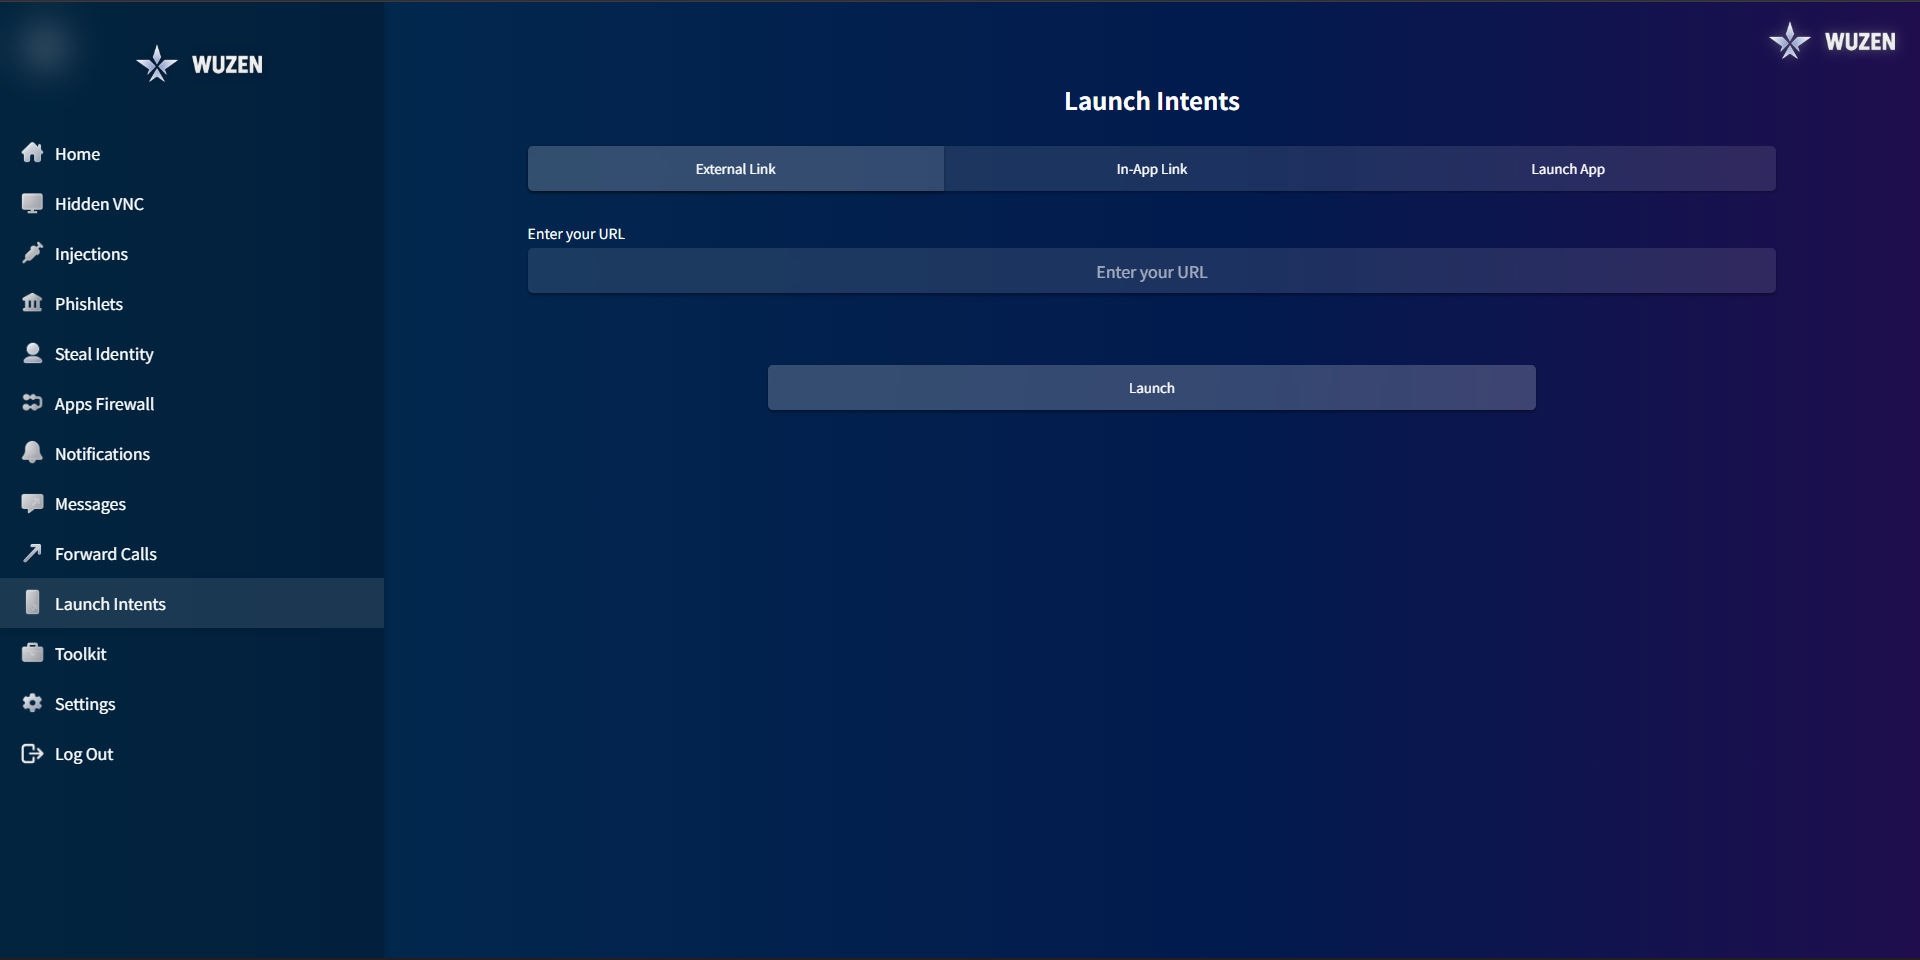 WUZEN
Home
Hidden VNC
Injections
Phishlets
Steal Identity
Apps Firewall
Notifications
Messages
Forward Calls
Launch Intents
Toolkit
Settings
Log Out
WUZEN
Launch Intents
External Link In-App Link Launch App
Enter your URL
Enter your URL
Launch